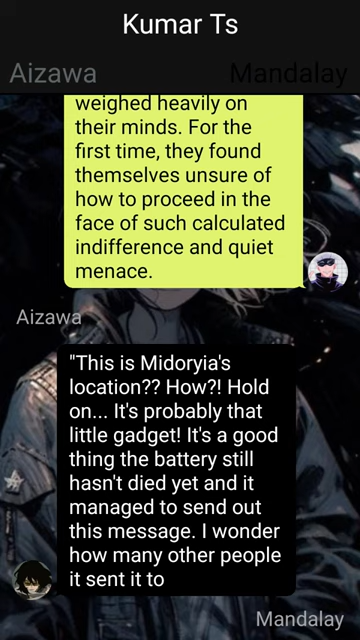 Kumar Ts
Aizawa Mandalay
weighed heavily on
their minds. For the
first time, they found
themselves unsure of
how to proceed in the
face of such calculated
indifference and quiet
menace.
Aizawa
"This is Midoryia's
location?? How?! Hold
on... It's probably that
little gadget! It's a good
thing the battery still
hasn't died yet and it
managed to send out
this message. I wonder
how many other people
it sent it to
Mandalay